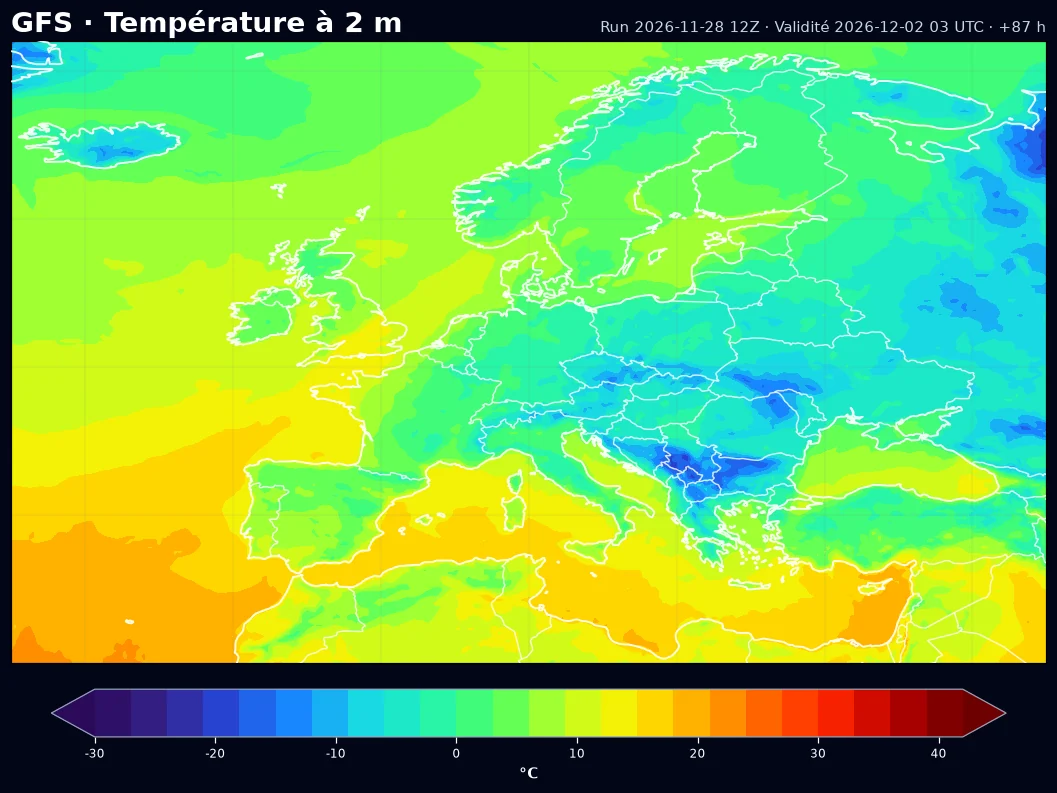 GFS · Température à 2 m
Run 2026-11-28 12Z · Validité 2026-12-02 03 UTC · +87 h
-30 -20 -10 0 10 20 30 40
°C